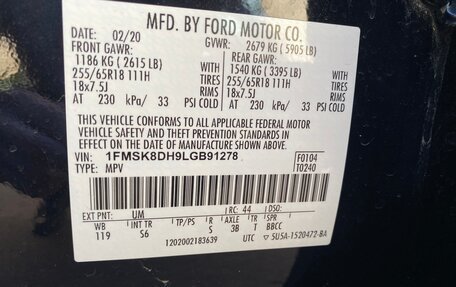 MFD. BY FORD MOTOR CO.
DATE: 02/20 GVWR: 2679 KG (5905 LB)
FRONT GAWR: REAR GAWR:
1186 KG (2615 LB) 1540 KG (3395 LB)
255/65R18 111H TIRES 255/65R18 111H
18x7.5J RIMS 18x7.5J
AT 230 kPa/ 33 PSI COLD AT 230 kPa/ 33 PSI COLD
THIS VEHICLE CONFORMS TO ALL APPLICABLE FEDERAL MOTOR
VEHICLE SAFETY AND THEFT PREVENTION STANDARDS IN
EFFECT ON THE DATE OF MANUFACTURE SHOWN ABOVE.
VIN: 1FMSK8DH9LGB91278 F0104
TYPE: MPV T0240
EXT PNT: UM RC: 44 DSO:
WB INT TR TP/PS R AXLE TR SPR
119 S6 S 3B T BBCC
1202002183639 UTC 5U5A-1520472-BA